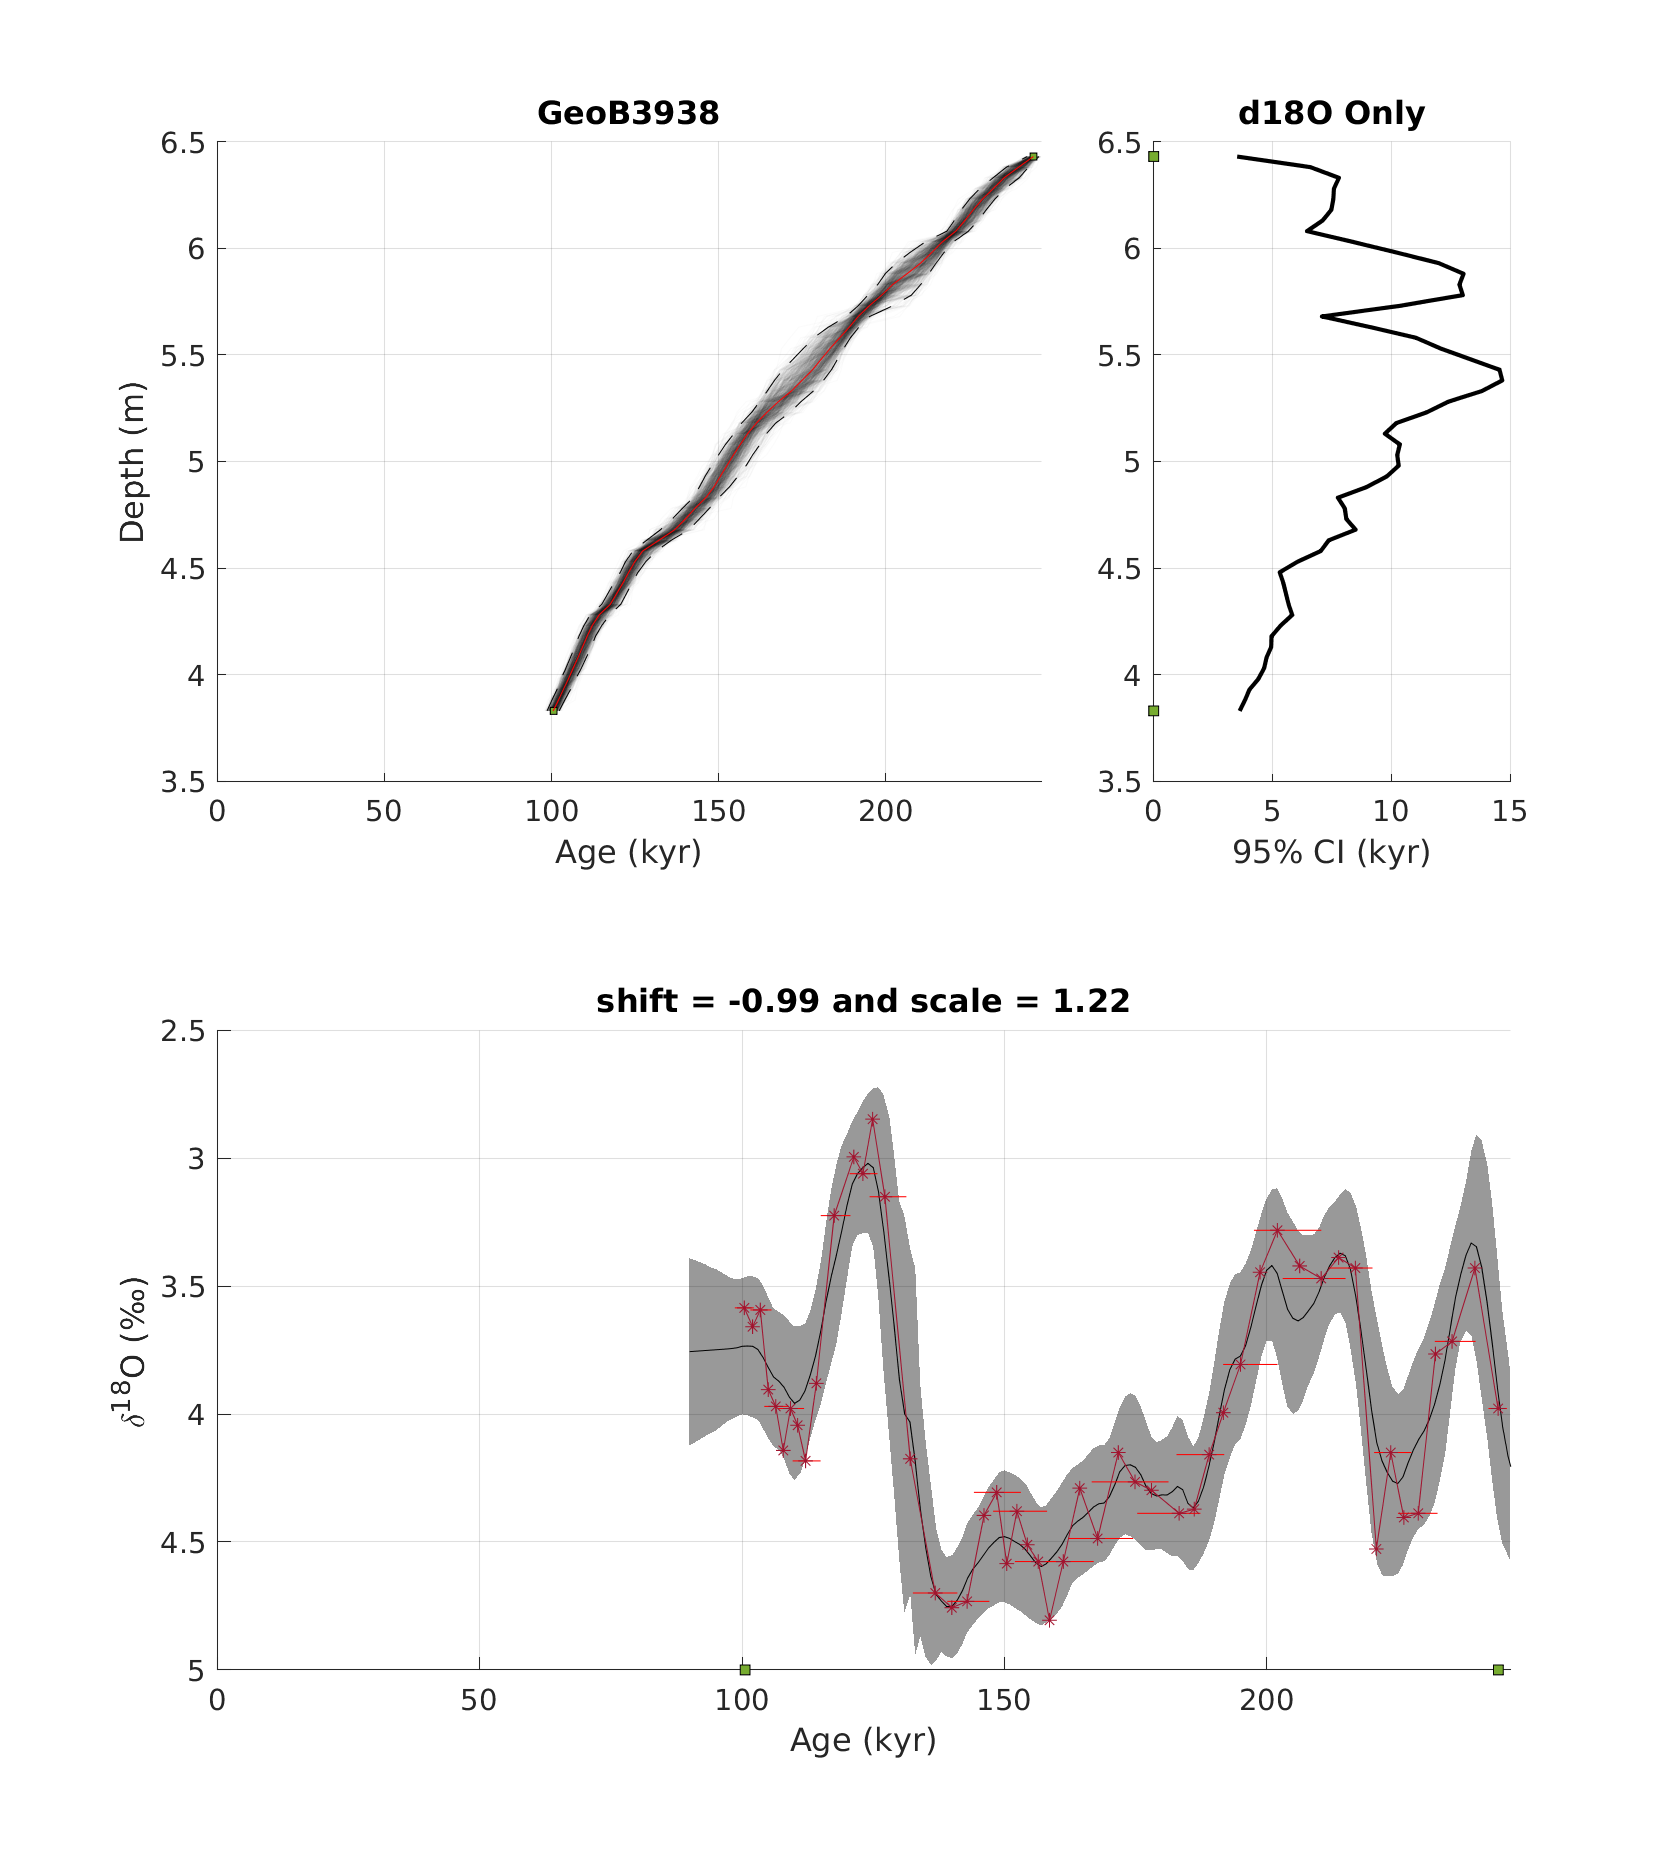 GeoB3938
6.5
6
5.5
5
4.5
4
3.5
0 50 100 150 200
Depth (m)
Age (kyr)
d18O Only
6.5
6
5.5
5
4.5
4
3.5
0 5 10 15
95% CI (kyr)
shift = -0.99 and scale = 1.22
2.5
3
3.5
4
4.5
5
0 50 100 150 200
δ18O (‰)
Age (kyr)